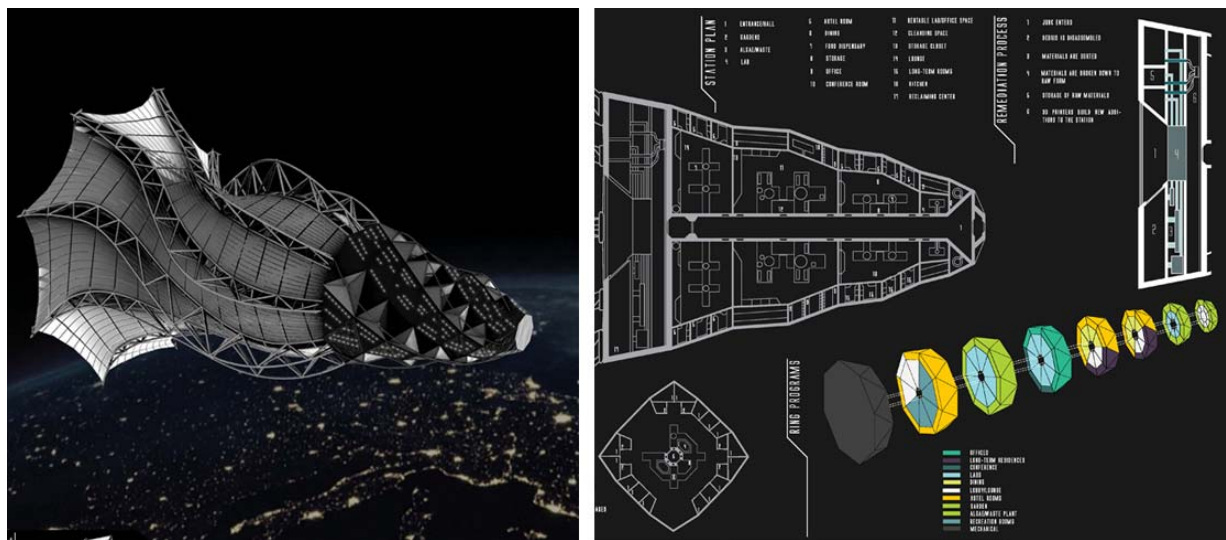 STATION PLAN
1 ENTRANCE/HALL
2 GARDENS
3 ALGAE/WASTE
4 LAB
5 HOTEL ROOM
6 DINING
7 FOOD DISPENSARY
8 STORAGE
9 OFFICE
10 CONFERENCE ROOM
11 RENTABLE LAB/OFFICE SPACE
12 CLEANSING SPACE
13 STORAGE CLOSET
14 LOUNGE
15 LONG-TERM ROOMS
16 KITCHEN
17 RECLAIMING CENTER
REMEDIATION PROCESS
1 JUNK ENTERS
2 DEBRIS IS DISASSEMBLED
3 MATERIALS ARE SORTED
4 MATERIALS ARE BROKEN DOWN TO
RAW FORM
5 STORAGE OF RAW MATERIALS
6 3D PRINTERS BUILD NEW ADDI-
TIONS TO THE STATION
RING PROGRAMS
OFFICES
LONG-TERM RESIDENCES
CONFERENCE
LABS
DINING
LOBBY/LOUNGE
HOTEL ROOMS
GARDEN
ALGAE/WASTE PLANT
RECREATION ROOMS
MECHANICAL